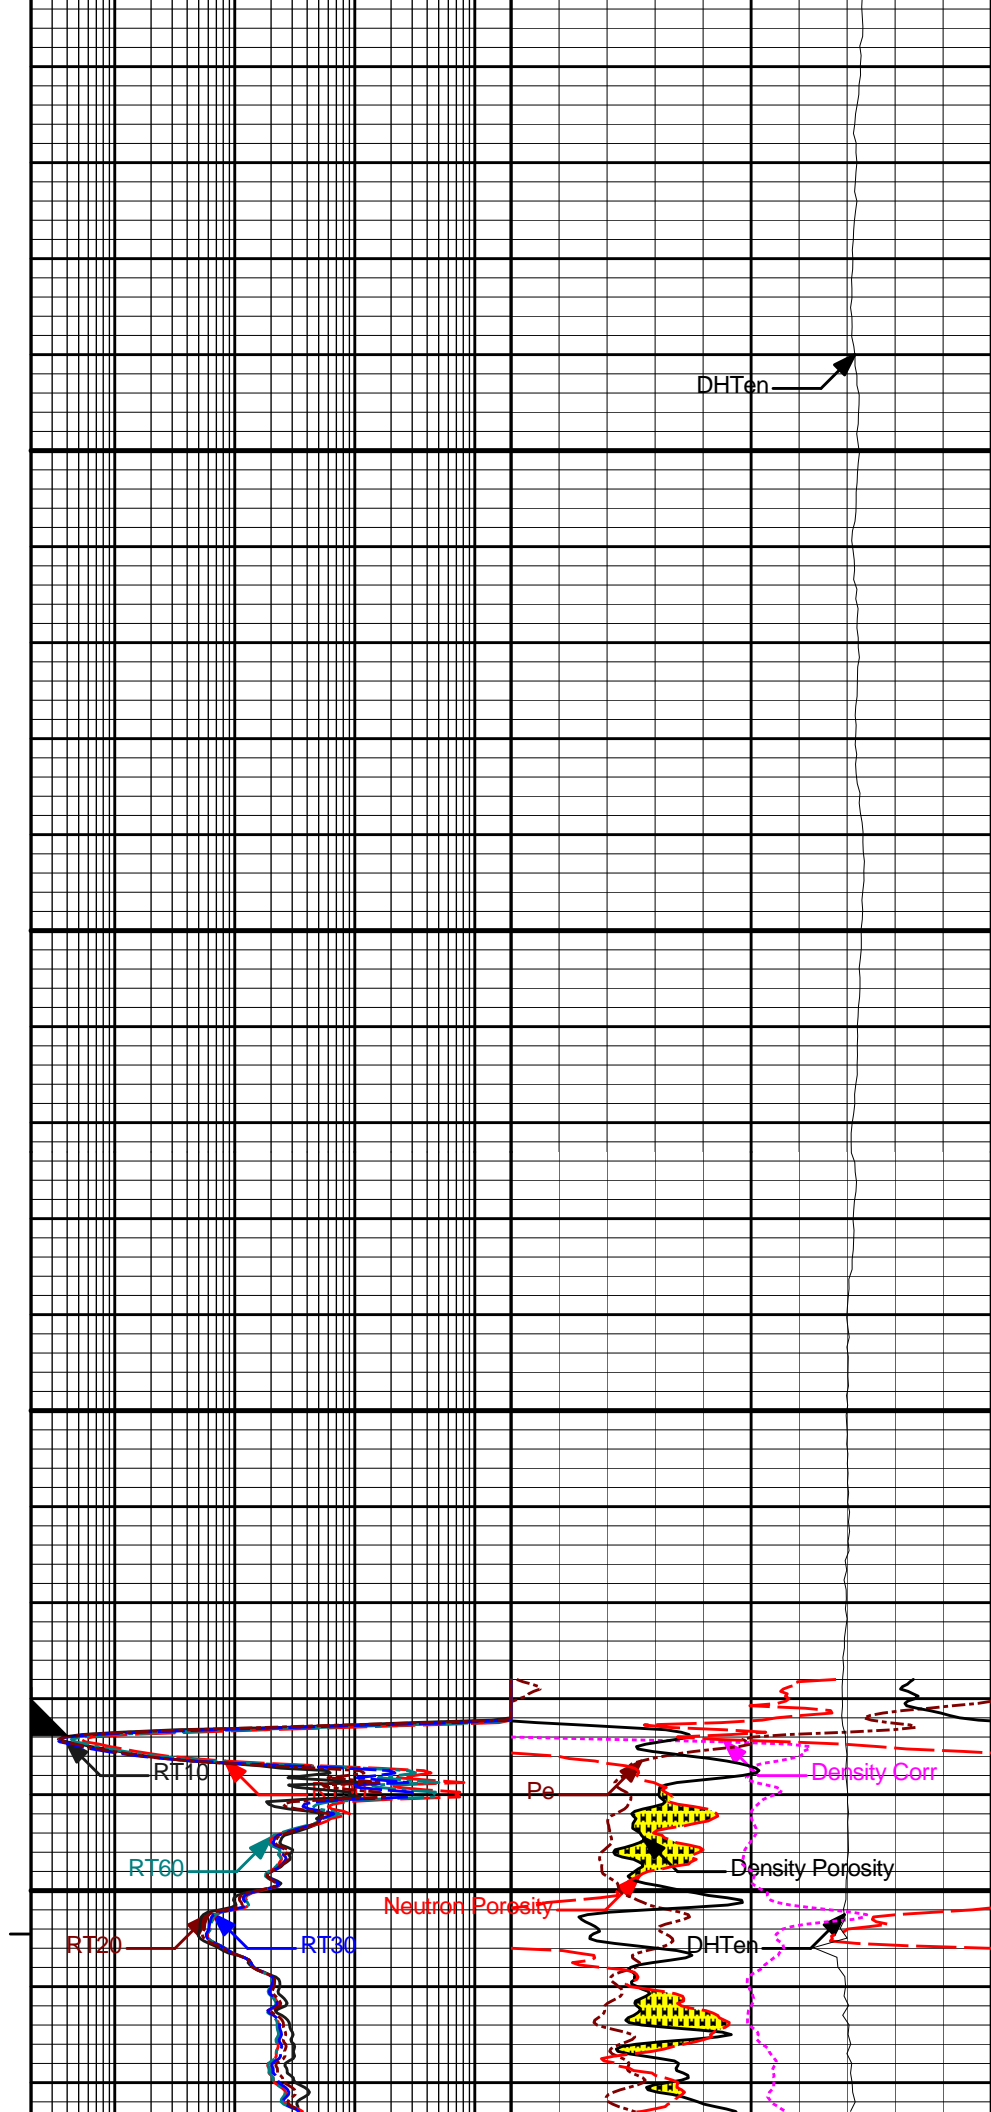 DHTen
RT10
Density Corr
Pe
RT60
Density Porosity
Neutron Porosity
RT20
RT30
DHTen